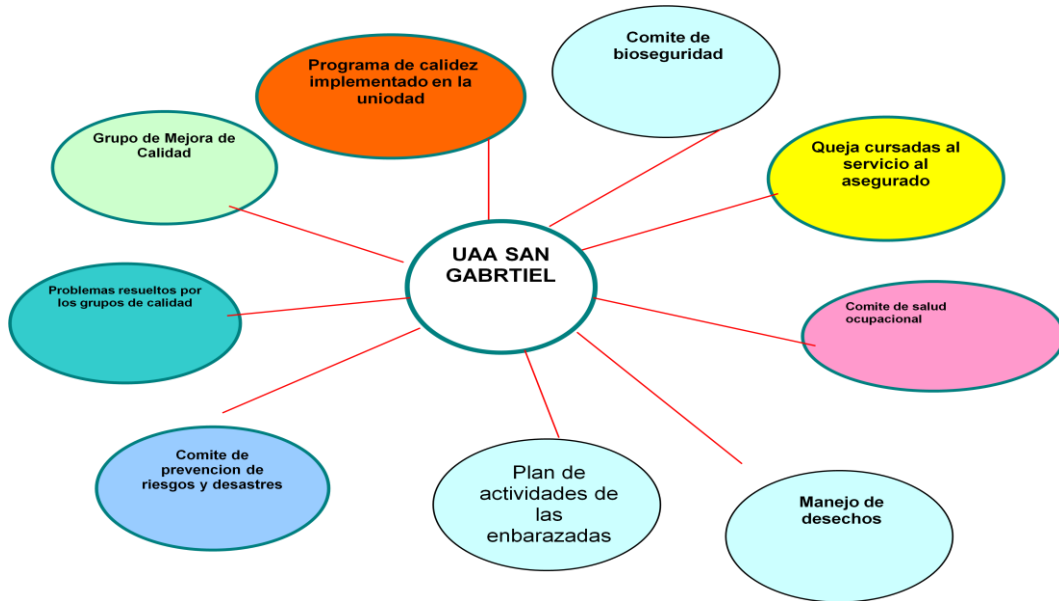 Programa de calidez
implementado en la
uniodad
Comite de
bioseguridad
Grupo de Mejora de
Calidad
Queja cursadas al
servicio al
asegurado
UAA SAN
GABRTIEL
Problemas resueltos por
los grupos de calidad
Comite de salud
ocupacional
Comite de
prevencion de
riesgos y desastres
Plan de
actividades de
las
enbarazadas
Manejo de
desechos